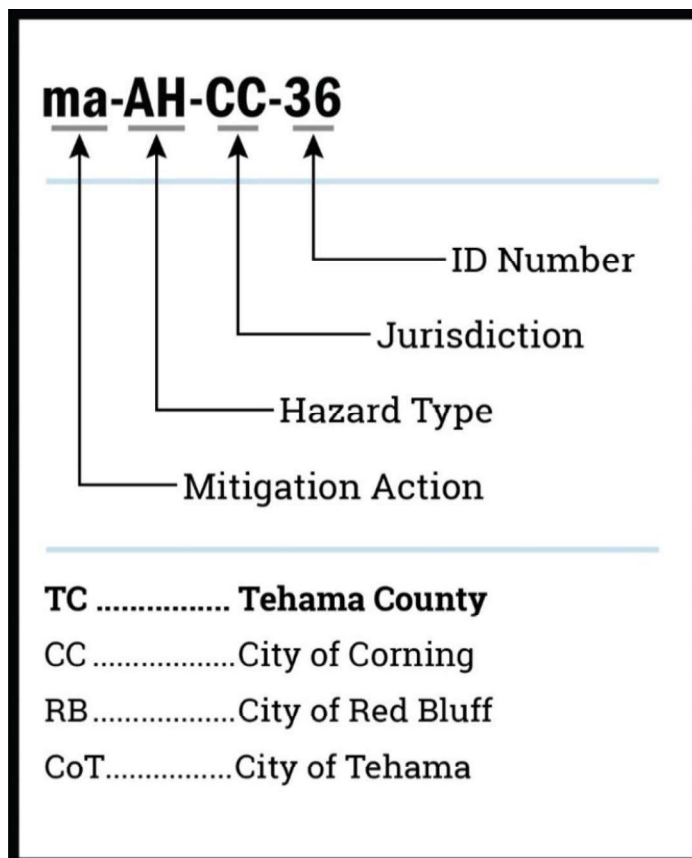 ma-AH-CC-36
ID Number
Jurisdiction
Hazard Type
Mitigation Action
TC ................ Tehama County
CC ..................City of Corning
RB..................City of Red Bluff
CoT................City of Tehama